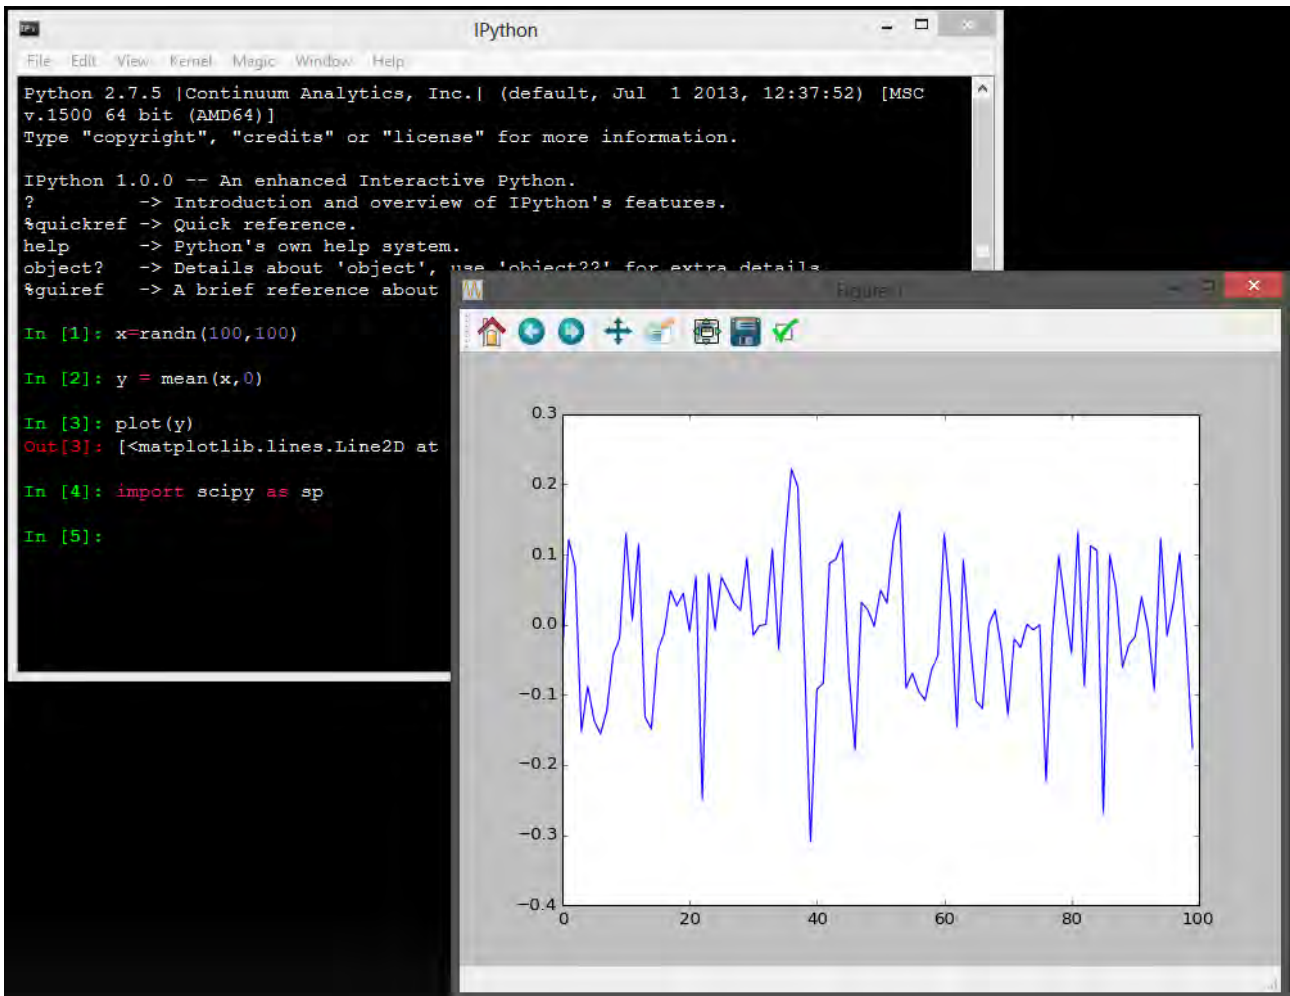 IPython
File Edit View Kernel Magic Window Help
Python 2.7.5 |Continuum Analytics, Inc.| (default, Jul  1 2013, 12:37:52) [MSC
v.1500 64 bit (AMD64)]
Type "copyright", "credits" or "license" for more information.
IPython 1.0.0 -- An enhanced Interactive Python.
?         -> Introduction and overview of IPython's features.
%quickref -> Quick reference.
help      -> Python's own help system.
object?   -> Details about 'object', use 'object??' for extra details
%guiref   -> A brief reference about
In [1]: x=randn(100,100)
In [2]: y = mean(x,0)
In [3]: plot(y)
Out[3]: [<matplotlib.lines.Line2D at
In [4]: import scipy as sp
In [5]:
Figure 1
0.3
0.2
0.1
0.0
−0.1
−0.2
−0.3
−0.4
0 20 40 60 80 100